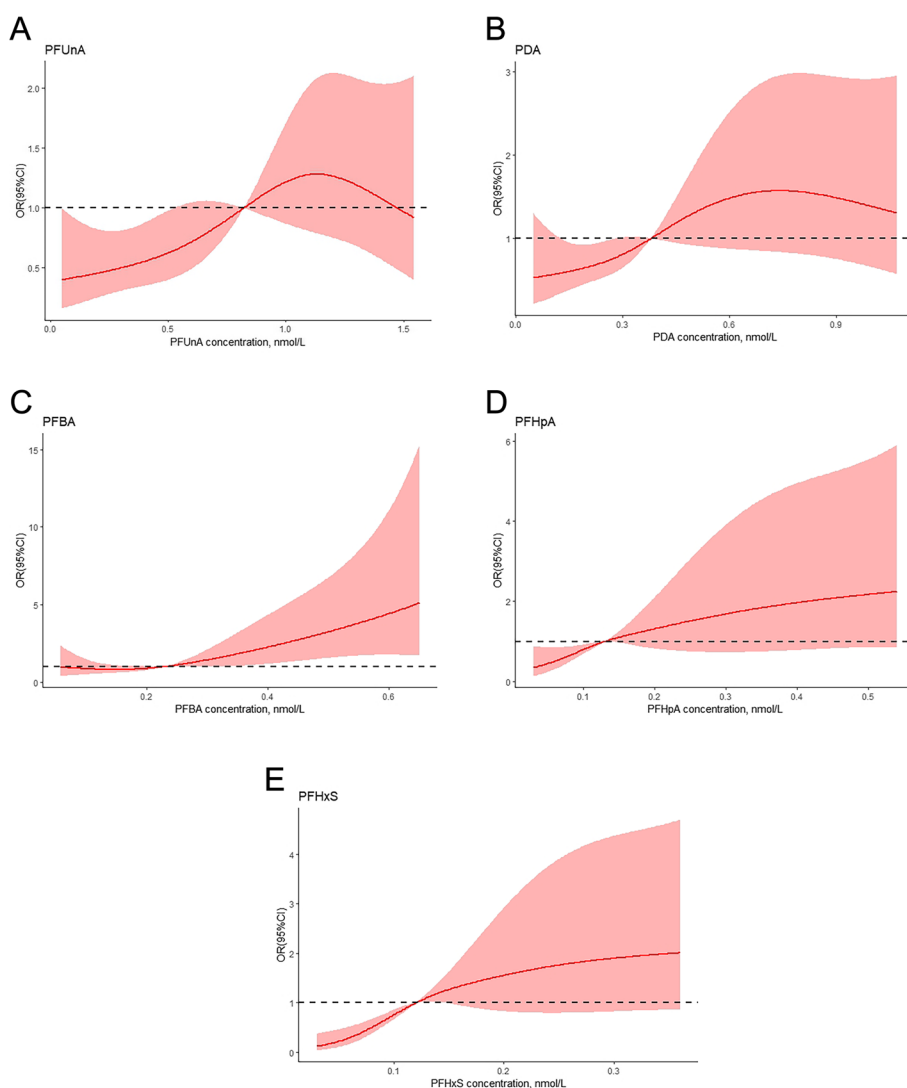 A
PFUnA
OR(95%CI)
2.0
1.5
1.0
0.5
0.0
0.5
1.0
1.5
PFUnA concentration, nmol/L
B
PDA
OR(95%CI)
3
2
1
0.0
0.3
0.6
0.9
PDA concentration, nmol/L
C
PFBA
OR(95%CI)
15
10
5
0
0.2
0.4
0.6
PFBA concentration, nmol/L
D
PFHpA
OR(95%CI)
6
4
2
0
0.1
0.2
0.3
0.4
0.5
PFHpA concentration, nmol/L
E
PFHxS
OR(95%CI)
4
3
2
1
0
0.1
0.2
0.3
PFHxS concentration, nmol/L